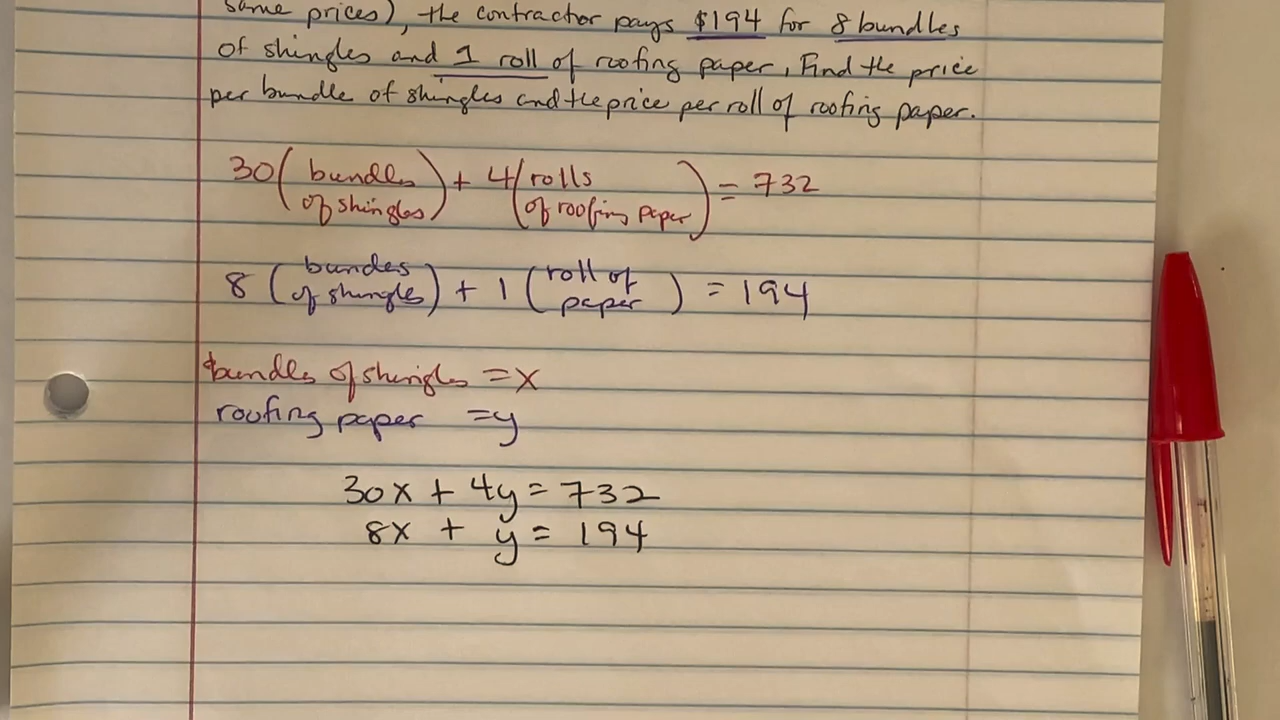 same prices), the contractor pays $194 for 8 bundles
of shingles and 1 roll of roofing paper. Find the price
per bundle of shingles and the price per roll of roofing paper.
30 ( bundles of shingles ) + 4 ( rolls of roofing paper ) = 732
8 ( bundes of shingles ) + 1 ( roll of paper ) = 194
bundles of shingles = x
roofing paper = y
30x + 4y = 732
8x + y = 194